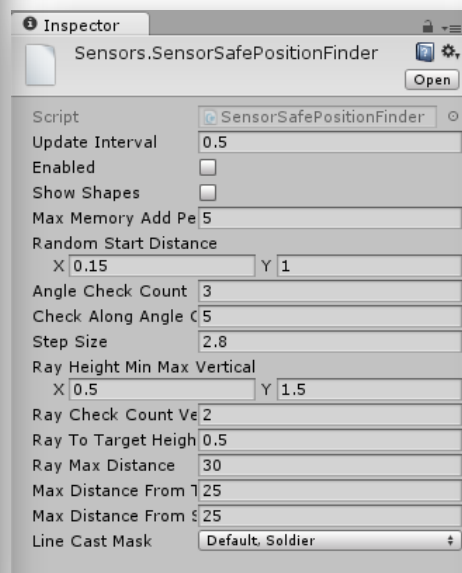 Inspector
Sensors.SensorSafePositionFinder
Open
Script SensorSafePositionFinder
Update Interval 0.5
Enabled
Show Shapes
Max Memory Add Pe 5
Random Start Distance
X 0.15 Y 1
Angle Check Count 3
Check Along Angle C 5
Step Size 2.8
Ray Height Min Max Vertical
X 0.5 Y 1.5
Ray Check Count Ve 2
Ray To Target Heigh 0.5
Ray Max Distance 30
Max Distance From T 25
Max Distance From S 25
Line Cast Mask Default, Soldier